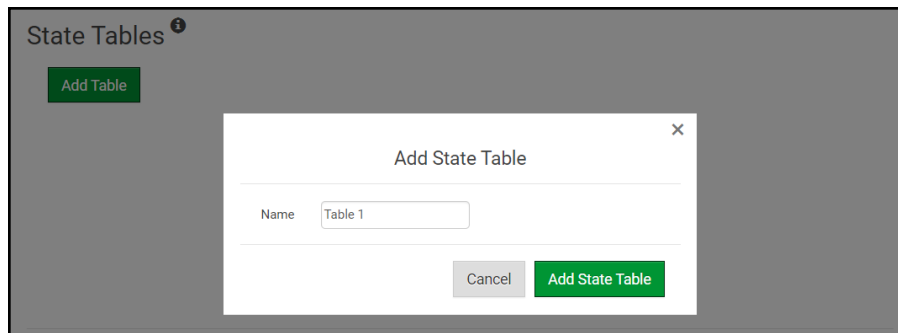 State Tables
Add Table
×
Add State Table
Name Table 1
Cancel Add State Table